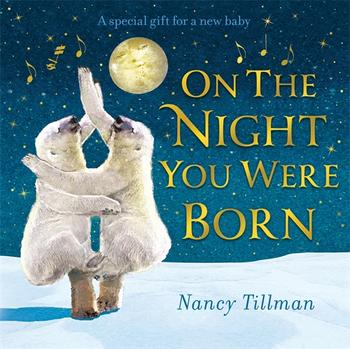 A special gift for a new baby
ON THE
NIGHT
YOU WERE
BORN
Nancy Tillman